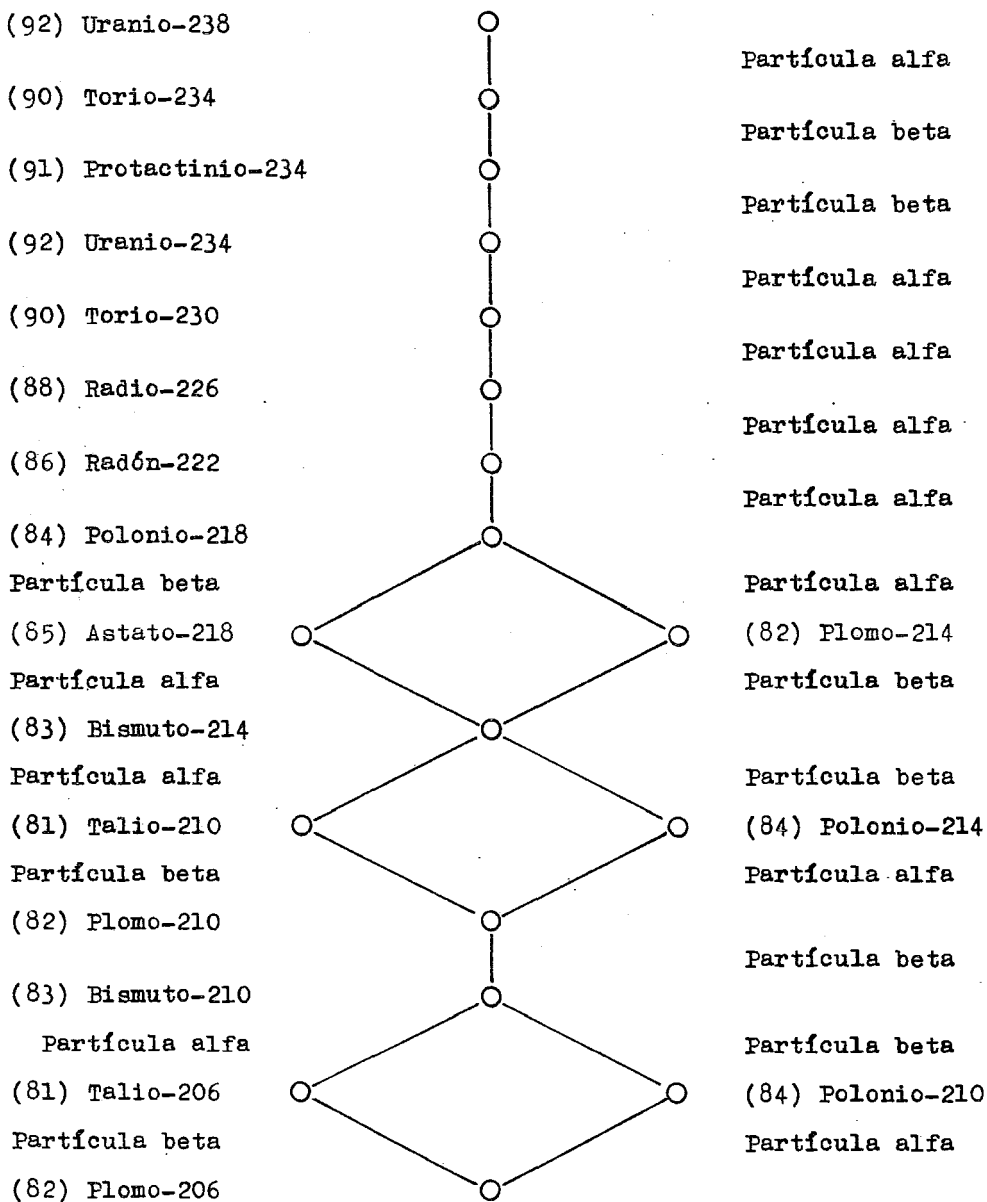 (92) Uranio-238
Partícula alfa
(90) Torio-234
Partícula beta
(91) Protactinio-234
Partícula beta
(92) Uranio-234
Partícula alfa
(90) Torio-230
Partícula alfa
(88) Radio-226
Partícula alfa
(86) Radón-222
Partícula alfa
(84) Polonio-218
Partícula beta Partícula alfa
(85) Astato-218 (82) Plomo-214
Partícula alfa Partícula beta
(83) Bismuto-214
Partícula alfa Partícula beta
(81) Talio-210 (84) Polonio-214
Partícula beta Partícula alfa
(82) Plomo-210
Partícula beta
(83) Bismuto-210
Partícula alfa Partícula beta
(81) Talio-206 (84) Polonio-210
Partícula beta Partícula alfa
(82) Plomo-206